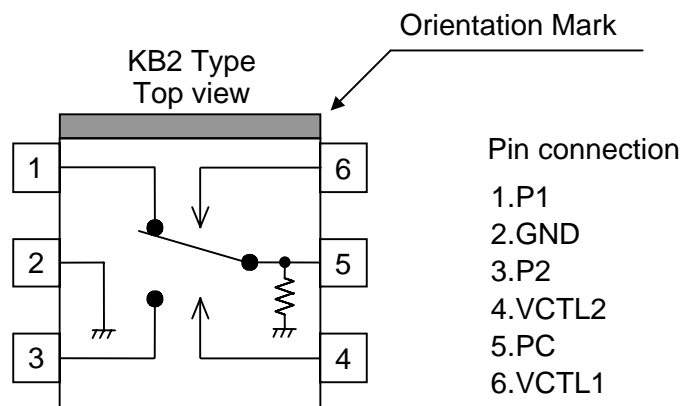 Orientation Mark
KB2 Type
Top view
1
6
2
5
3
4
Pin connection
1.P1
2.GND
3.P2
4.VCTL2
5.PC
6.VCTL1